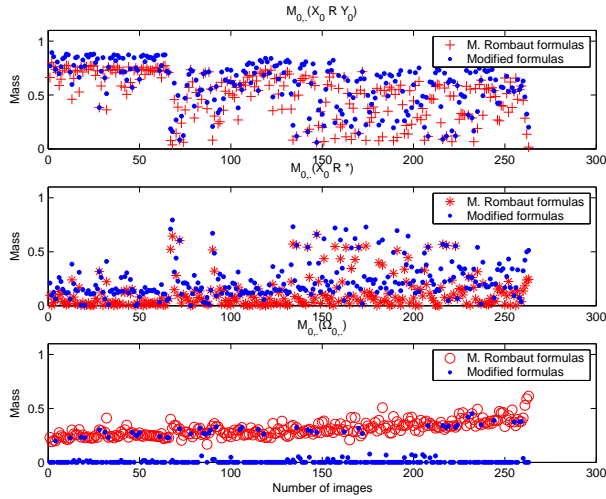 M0,.(X0 R Y0)
1
0.5
0
Mass
M. Rombaut formulas
Modified formulas
0 50 100 150 200 250 300
M0,.(X0 R *)
1
0.5
0
Mass
M. Rombaut formulas
Modified formulas
0 50 100 150 200 250 300
M0,.(Ω0,.)
1
0.5
0
Mass
M. Rombaut formulas
Modified formulas
0 50 100 150 200 250 300
Number of images